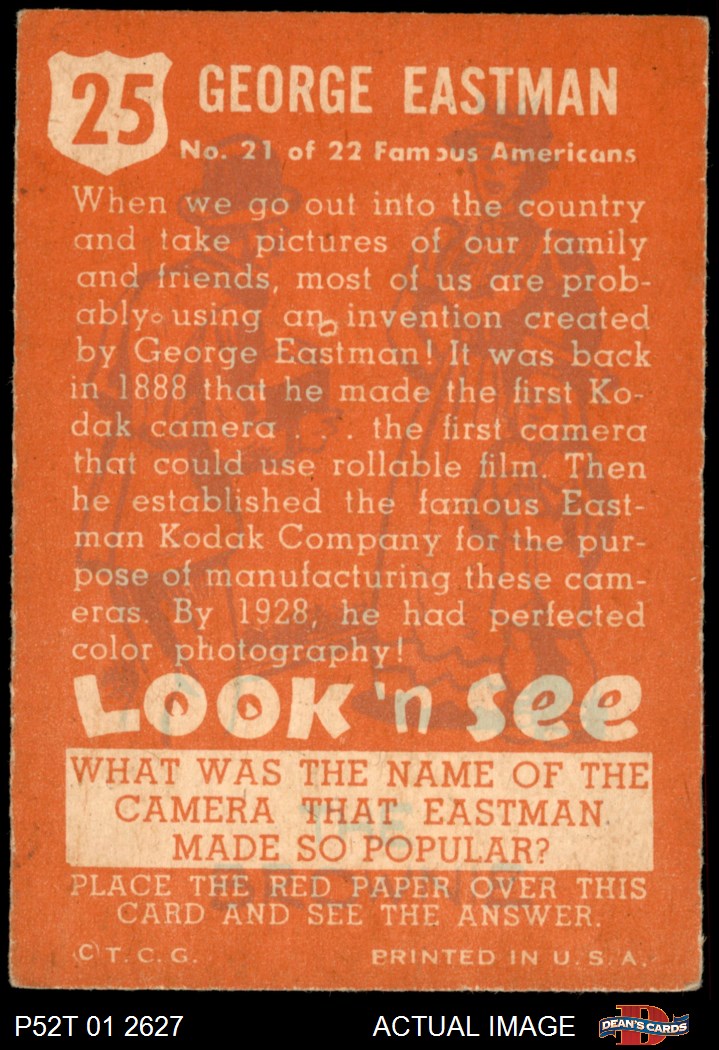 25
GEORGE EASTMAN
No. 21 of 22 Famous Americans
When we go out into the country
and take pictures of our family
and friends, most of us are prob-
ably using an invention created
by George Eastman! It was back
in 1888 that he made the first Ko-
dak camera . . . the first camera
that could use rollable film. Then
he established the famous East-
man Kodak Company for the pur-
pose of manufacturing these cam-
eras. By 1928, he had perfected
color photography!
LOOK 'n SEE
WHAT WAS THE NAME OF THE
CAMERA THAT EASTMAN
MADE SO POPULAR?
THE
BROWNIE
PLACE THE RED PAPER OVER THIS
CARD AND SEE THE ANSWER.
© T. C. G.
PRINTED IN U. S. A.
P52T 01 2627
ACTUAL IMAGE
D
DEAN'S CARDS